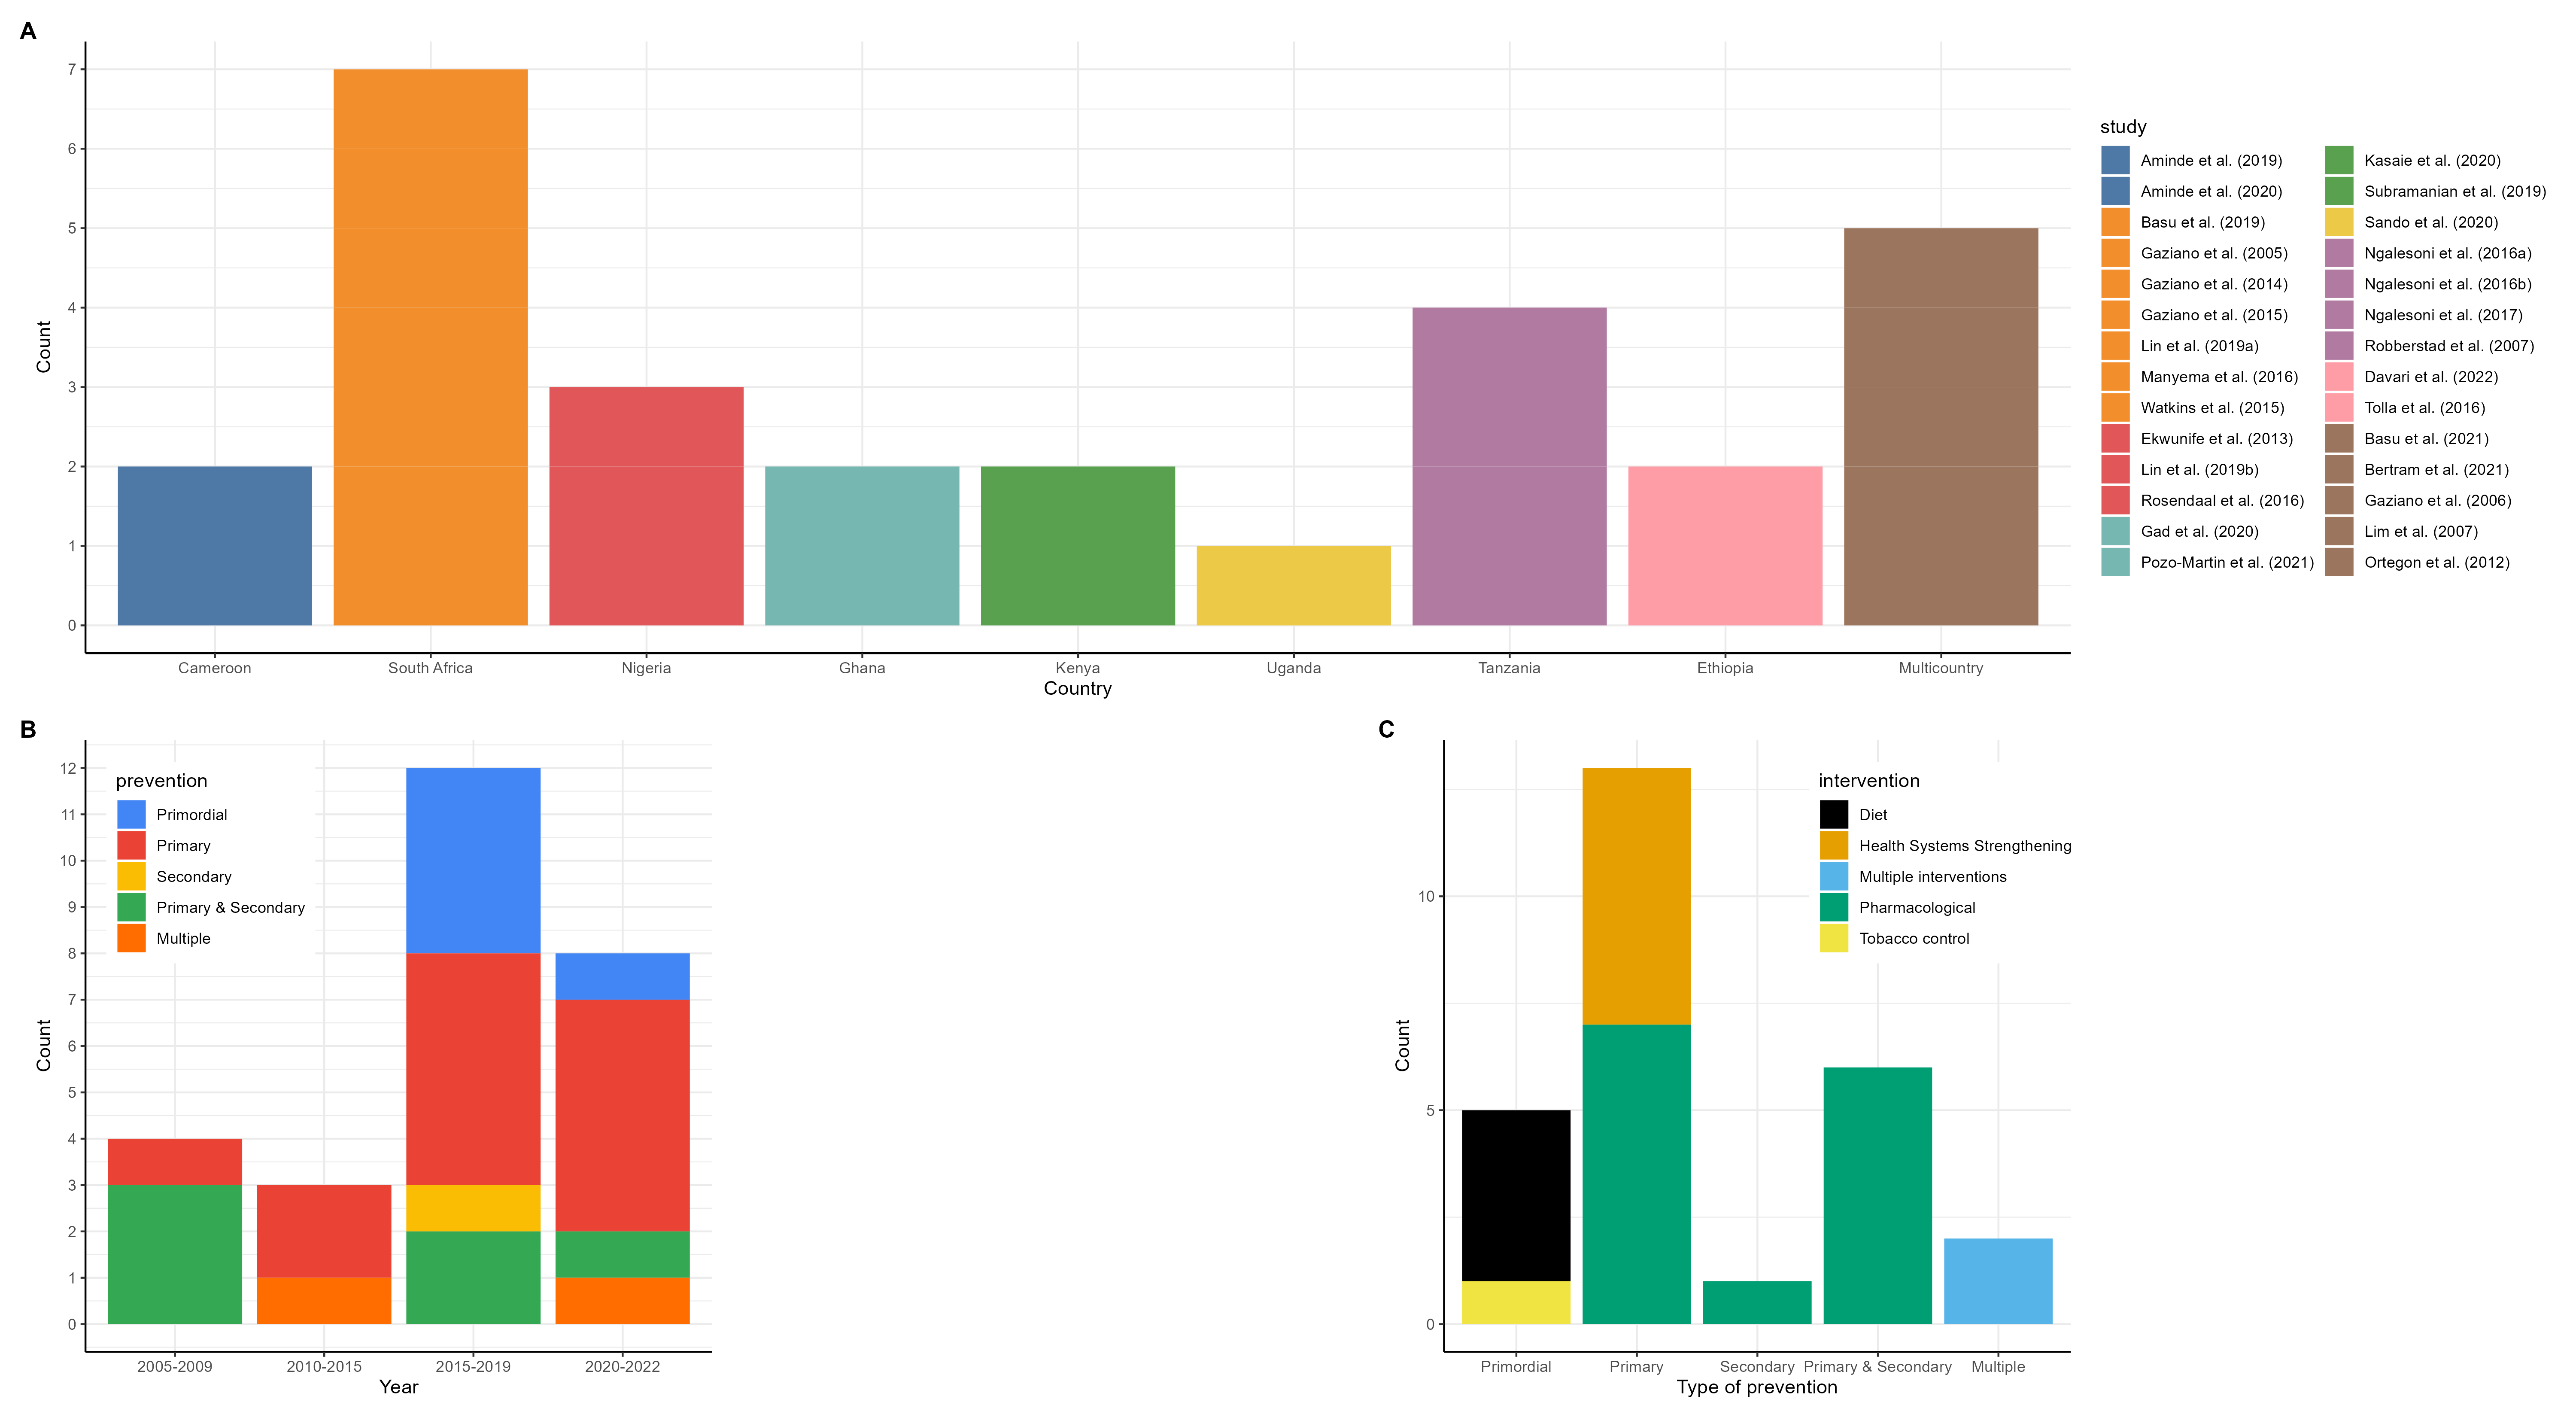 A
7
6
5
4
3
2
1
0
Count
Cameroon South Africa Nigeria Ghana Kenya Uganda Tanzania Ethiopia Multicountry
Country
study
Aminde et al. (2019)
Aminde et al. (2020)
Basu et al. (2019)
Gaziano et al. (2005)
Gaziano et al. (2014)
Gaziano et al. (2015)
Lin et al. (2019a)
Manyema et al. (2016)
Watkins et al. (2015)
Ekwunife et al. (2013)
Lin et al. (2019b)
Rosendaal et al. (2016)
Gad et al. (2020)
Pozo-Martin et al. (2021)
Kasaie et al. (2020)
Subramanian et al. (2019)
Sando et al. (2020)
Ngalesoni et al. (2016a)
Ngalesoni et al. (2016b)
Ngalesoni et al. (2017)
Robberstad et al. (2007)
Davari et al. (2022)
Tolla et al. (2016)
Basu et al. (2021)
Bertram et al. (2021)
Gaziano et al. (2006)
Lim et al. (2007)
Ortegon et al. (2012)
B
12
11
10
9
8
7
6
5
4
3
2
1
0
Count
prevention
Primordial
Primary
Secondary
Primary & Secondary
Multiple
2005-2009 2010-2015 2015-2019 2020-2022
Year
C
10
5
0
Count
intervention
Diet
Health Systems Strengthening
Multiple interventions
Pharmacological
Tobacco control
Primordial Primary Secondary Primary & Secondary Multiple
Type of prevention